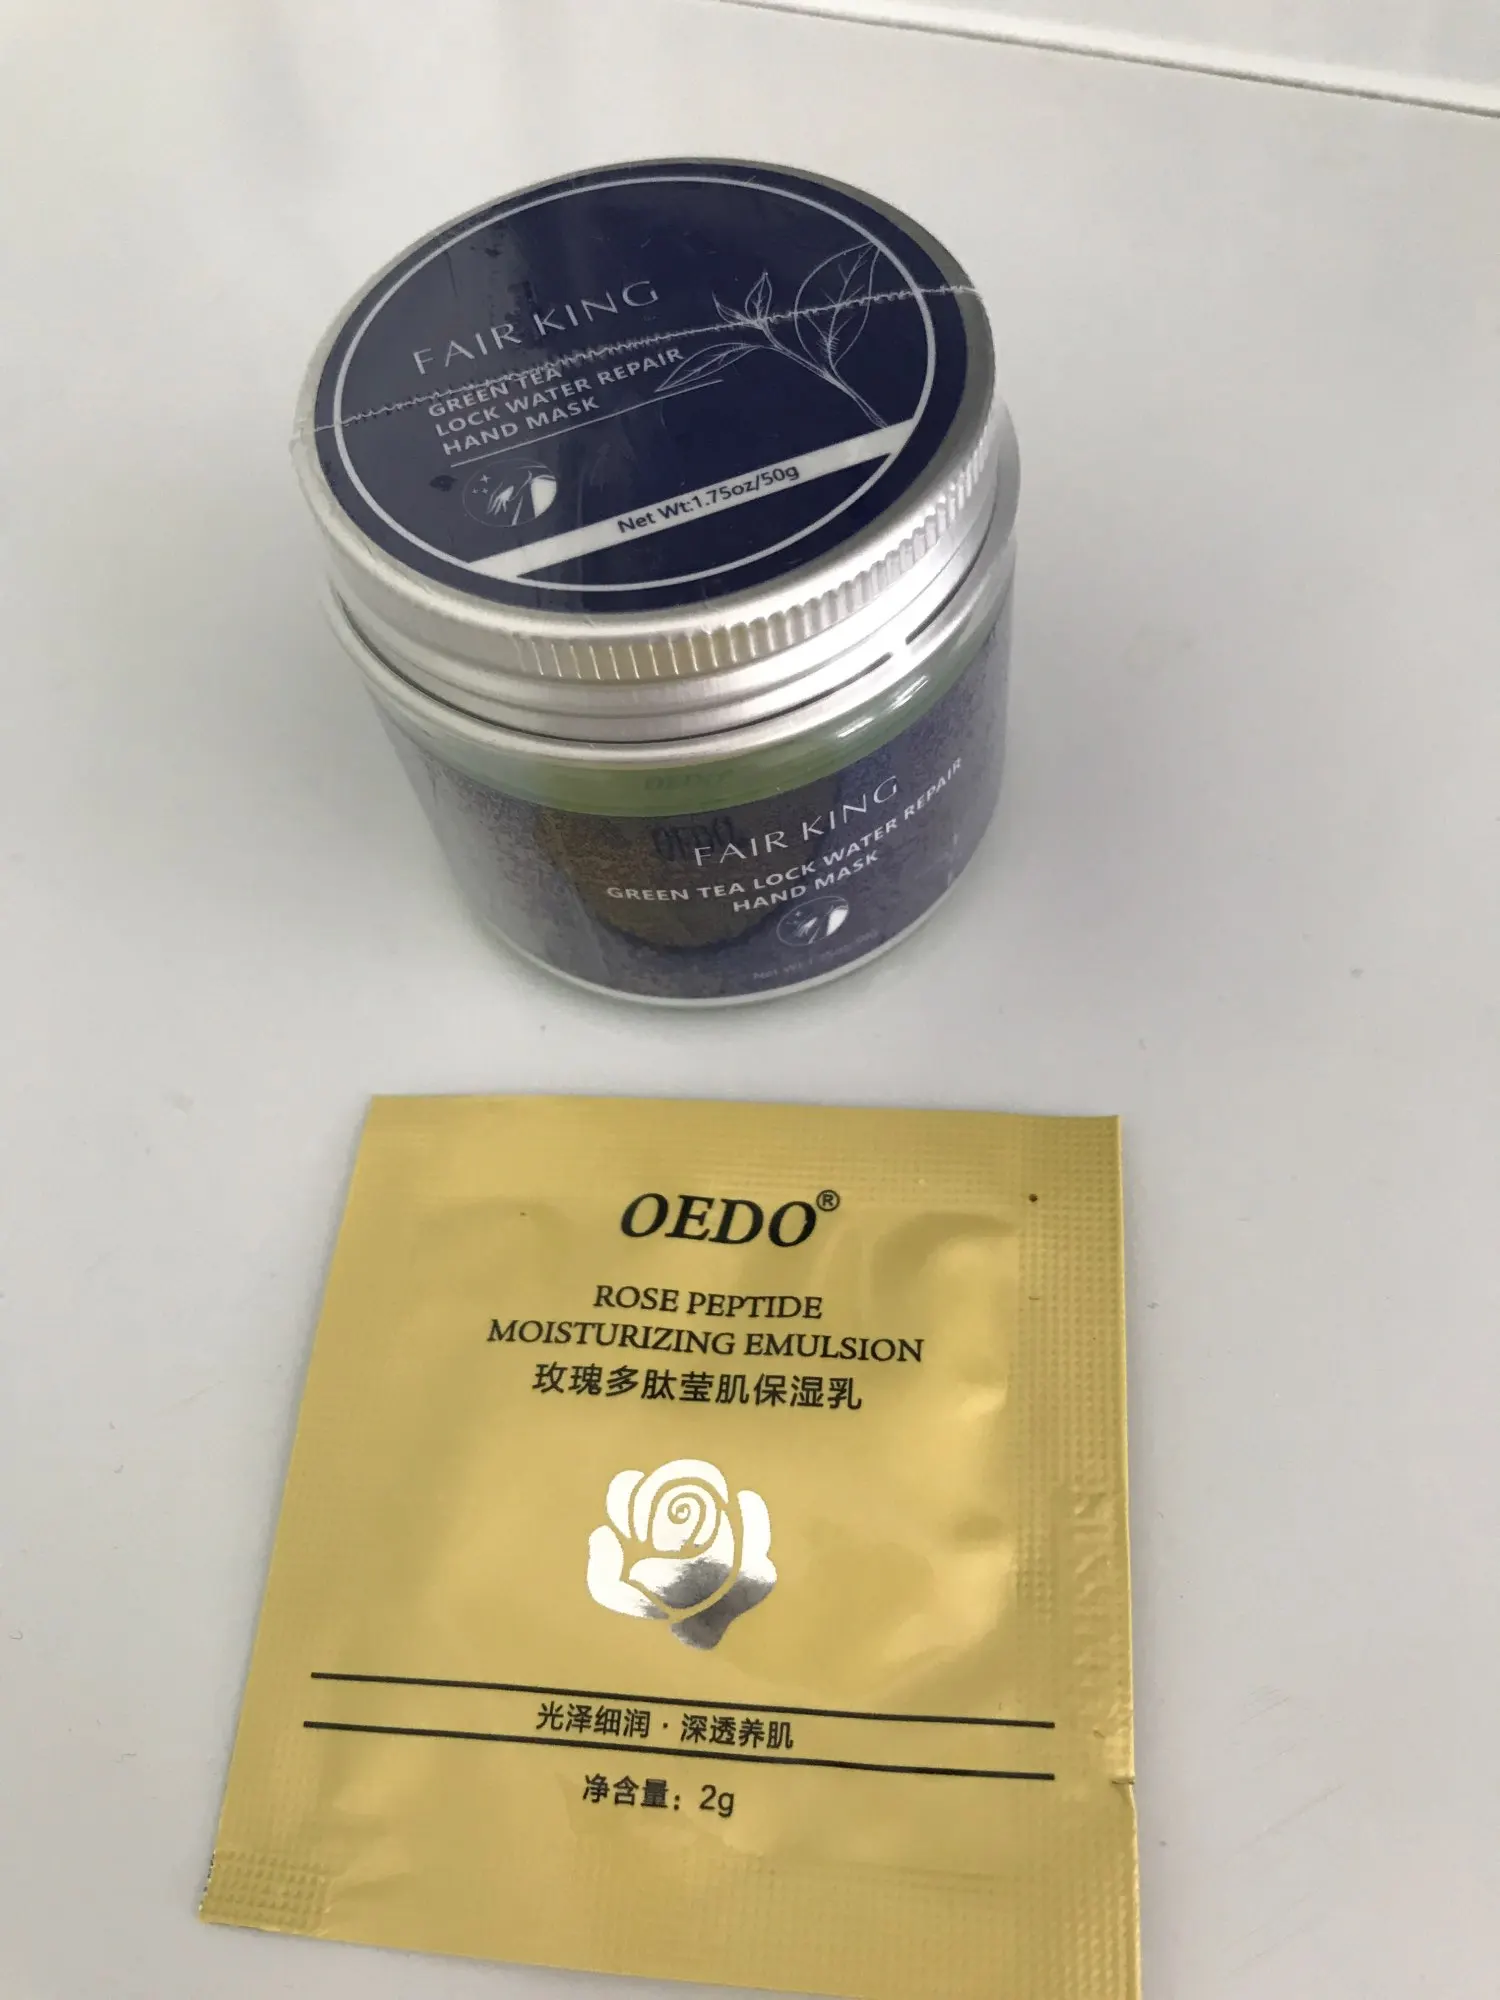 FAIR KING
GREEN TEA
LOCK WATER REPAIR
HAND MASK
Net Wt:1.75oz/50g
OEDO
FAIR KING
GREEN TEA LOCK WATER REPAIR
HAND MASK
OEDO®
ROSE PEPTIDE
MOISTURIZING EMULSION
玫瑰多肽莹肌保湿乳
光泽细润·深透养肌
净含量：2g